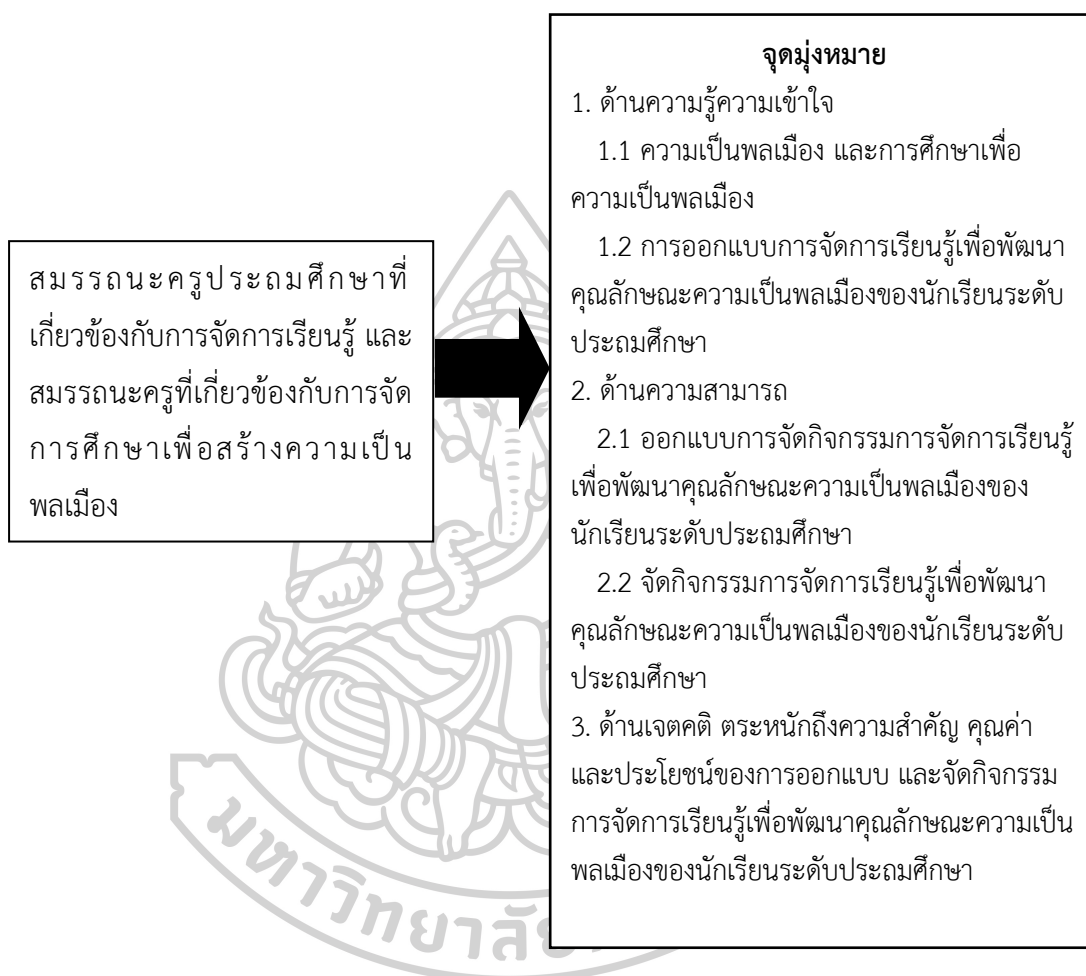 สมรรถนะครูประถมศึกษาที่
เกี่ยวข้องกับการจัดการเรียนรู้ และ
สมรรถนะครูที่เกี่ยวข้องกับการจัด
การศึกษาเพื่อสร้างความเป็น
พลเมือง
จุดมุ่งหมาย
1. ด้านความรู้ความเข้าใจ
1.1 ความเป็นพลเมือง และการศึกษาเพื่อ
ความเป็นพลเมือง
1.2 การออกแบบการจัดการเรียนรู้เพื่อพัฒนา
คุณลักษณะความเป็นพลเมืองของนักเรียนระดับ
ประถมศึกษา
2. ด้านความสามารถ
2.1 ออกแบบการจัดกิจกรรมการจัดการเรียนรู้
เพื่อพัฒนาคุณลักษณะความเป็นพลเมืองของ
นักเรียนระดับประถมศึกษา
2.2 จัดกิจกรรมการจัดการเรียนรู้เพื่อพัฒนา
คุณลักษณะความเป็นพลเมืองของนักเรียนระดับ
ประถมศึกษา
3. ด้านเจตคติ ตระหนักถึงความสำคัญ คุณค่า
และประโยชน์ของการออกแบบ และจัดกิจกรรม
การจัดการเรียนรู้เพื่อพัฒนาคุณลักษณะความเป็น
พลเมืองของนักเรียนระดับประถมศึกษา